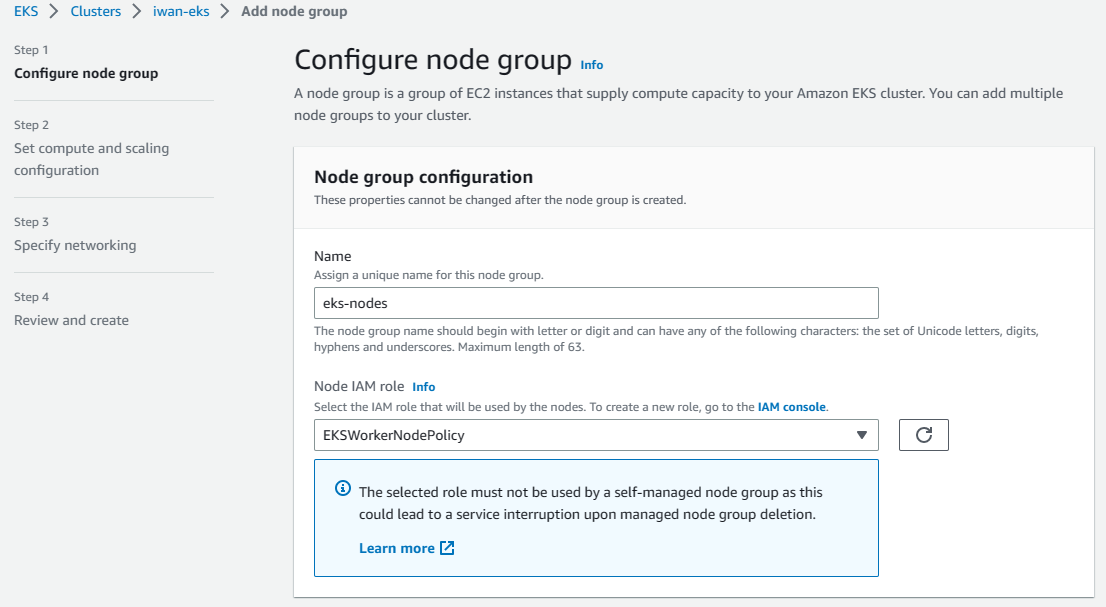 EKS > Clusters > iwan-eks > Add node group
Step 1
Configure node group
Step 2
Set compute and scaling
configuration
Step 3
Specify networking
Step 4
Review and create
Configure node group Info
A node group is a group of EC2 instances that supply compute capacity to your Amazon EKS cluster. You can add multiple
node groups to your cluster.
Node group configuration
These properties cannot be changed after the node group is created.
Name
Assign a unique name for this node group.
eks-nodes
The node group name should begin with letter or digit and can have any of the following characters: the set of Unicode letters, digits,
hyphens and underscores. Maximum length of 63.
Node IAM role Info
Select the IAM role that will be used by the nodes. To create a new role, go to the IAM console.
EKSWorkerNodePolicy
The selected role must not be used by a self-managed node group as this
could lead to a service interruption upon managed node group deletion.
Learn more